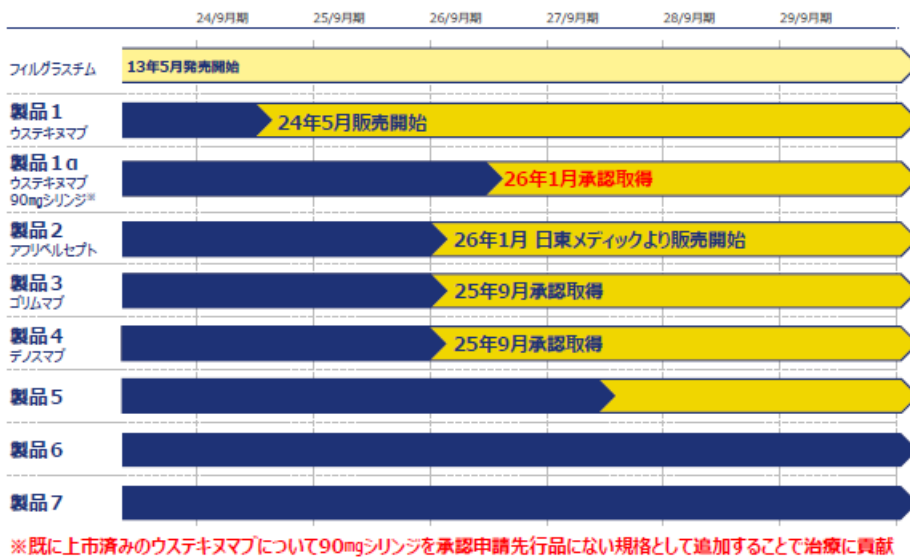 24/9月期 25/9月期 26/9月期 27/9月期 28/9月期 29/9月期
フィルグラスチム
13年5月発売開始
製品1
ウステキヌマブ
24年5月販売開始
製品1α
ウステキヌマブ
90mgシリンジ※
26年1月承認取得
製品2
アフリベルセプト
26年1月 日東メディックより販売開始
製品3
ゴリムマブ
25年9月承認取得
製品4
デノスマブ
25年9月承認取得
製品5
製品6
製品7
※既に上市済みのウステキヌマブについて90mgシリンジを承認申請先行品にない規格として追加することで治療に貢献